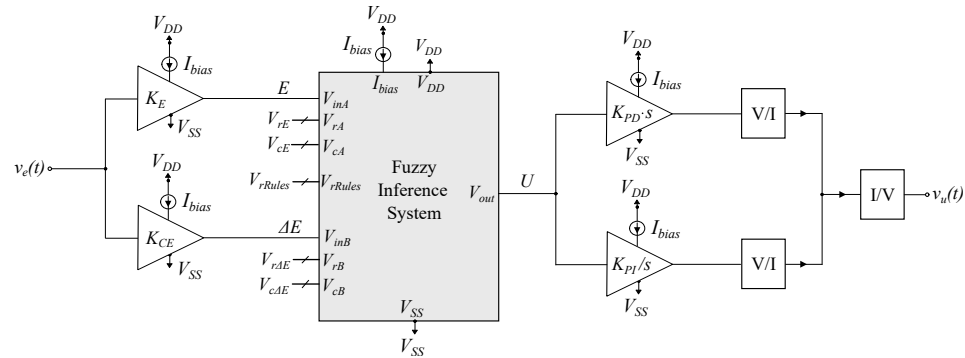 V_DD
I_bias
K_E
V_SS
v_e(t)
V_DD
I_bias
K_CE
V_SS
E
V_rE
V_cE
V_rRules
ΔE
V_rΔE
V_cΔE
V_DD
I_bias
V_DD
I_bias
V_DD
V_inA
V_rA
V_cA
V_rRules
V_inB
V_rB
V_cB
Fuzzy
Inference
System
V_out
V_SS
V_SS
U
V_DD
I_bias
K_PD·s
V_SS
V_DD
I_bias
K_PI/s
V_SS
V/I
V/I
I/V
v_u(t)